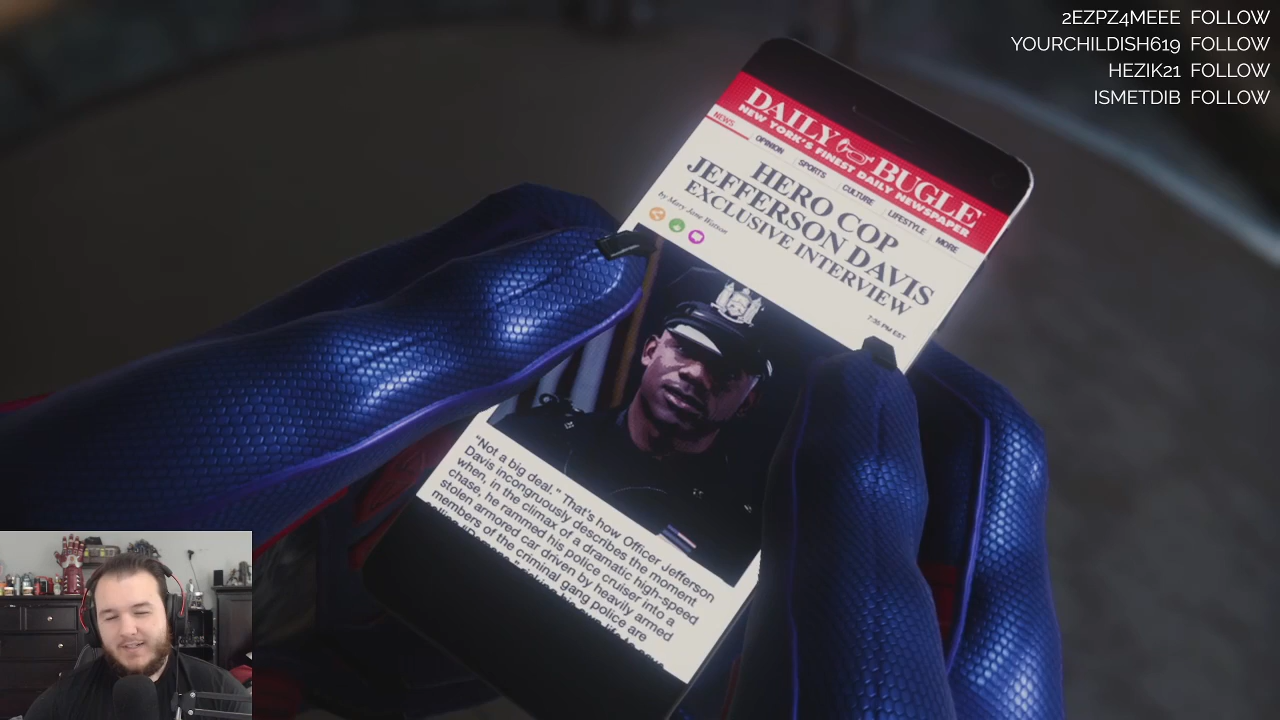 2EZPZ4MEEE FOLLOW
YOURCHILDISH619 FOLLOW
HEZIK21 FOLLOW
ISMETDIB FOLLOW
DAILY BUGLE
NEW YORK'S FINEST DAILY NEWSPAPER
NEWS OPINION SPORTS CULTURE LIFESTYLE MORE
HERO COP
JEFFERSON DAVIS
EXCLUSIVE INTERVIEW
by Mary Jane Watson
7:35 PM EST
"Not a big deal." That's how Officer Jefferson
Davis incongruously describes the moment
when, in the climax of a dramatic high-speed
chase, he rammed his police cruiser into a
stolen armored car driven by heavily armed
members of the criminal gang police are